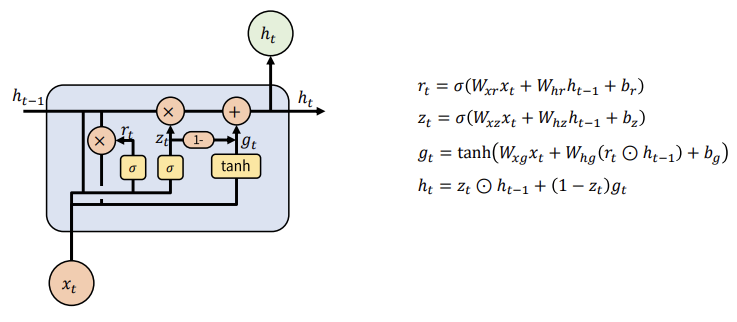 h_t
h_{t−1}
h_t
×
+
×
r_t
z_t
1-
g_t
σ
σ
tanh
x_t
r_t = σ(W_{xr}x_t + W_{hr}h_{t−1} + b_r)
z_t = σ(W_{xz}x_t + W_{hz}h_{t−1} + b_z)
g_t = tanh(W_{xg}x_t + W_{hg}(r_t ⊙ h_{t−1}) + b_g)
h_t = z_t ⊙ h_{t−1} + (1 − z_t)g_t